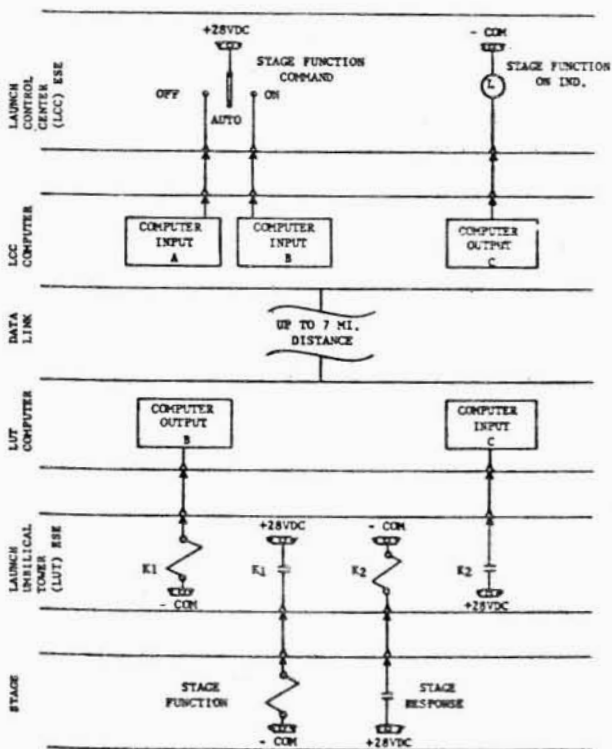 +28VDC
- COM
STAGE FUNCTION
COMMAND
STAGE FUNCTION
ON IND.
OFF
ON
AUTO
L
LAUNCH
CONTROL
CENTER
(LCC) ESE
LCC
COMPUTER
COMPUTER
INPUT
A
COMPUTER
INPUT
B
COMPUTER
OUTPUT
C
DATA
LINK
UP TO 7 MI.
DISTANCE
LUT
COMPUTER
COMPUTER
OUTPUT
B
COMPUTER
INPUT
C
LAUNCH
UMBILICAL
TOWER
(LUT) ESE
+28VDC
- COM
K1
K1
K2
K2
- COM
+28VDC
STAGE
STAGE
FUNCTION
STAGE
RESPONSE
- COM
+28VDC